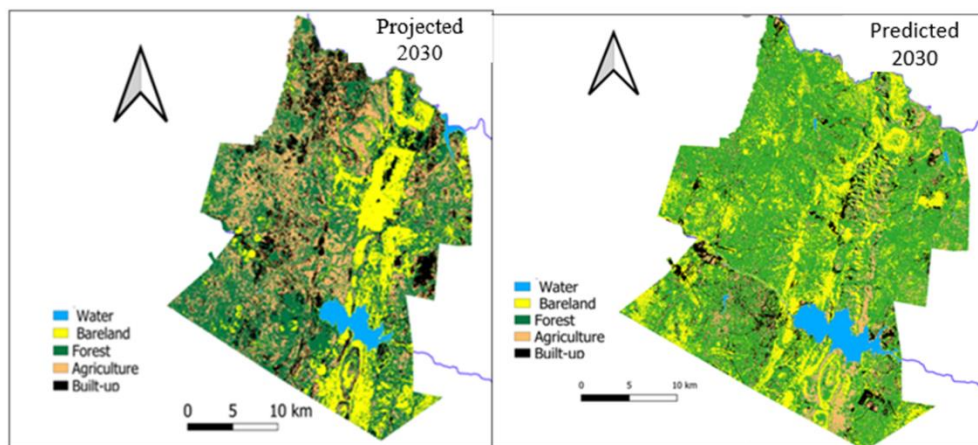 Projected
2030
Water
Bareland
Forest
Agriculture
Built-up
0 5 10 km
Predicted
2030
Water
Bareland
Forest
Agriculture
Built-up
0 5 10 km